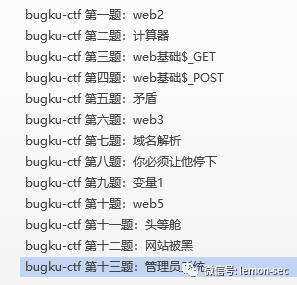 bugku-ctf 第一题：web2
bugku-ctf 第二题：计算器
bugku-ctf 第三题：web基础$_GET
bugku-ctf 第四题：web基础$_POST
bugku-ctf 第五题：矛盾
bugku-ctf 第六题：web3
bugku-ctf 第七题：域名解析
bugku-ctf 第八题：你必须让他停下
bugku-ctf 第九题：变量1
bugku-ctf 第十题：web5
bugku-ctf 第十一题：头等舱
bugku-ctf 第十二题：网站被黑
bugku-ctf 第十三题：管理员系统
微信号: lemon-sec